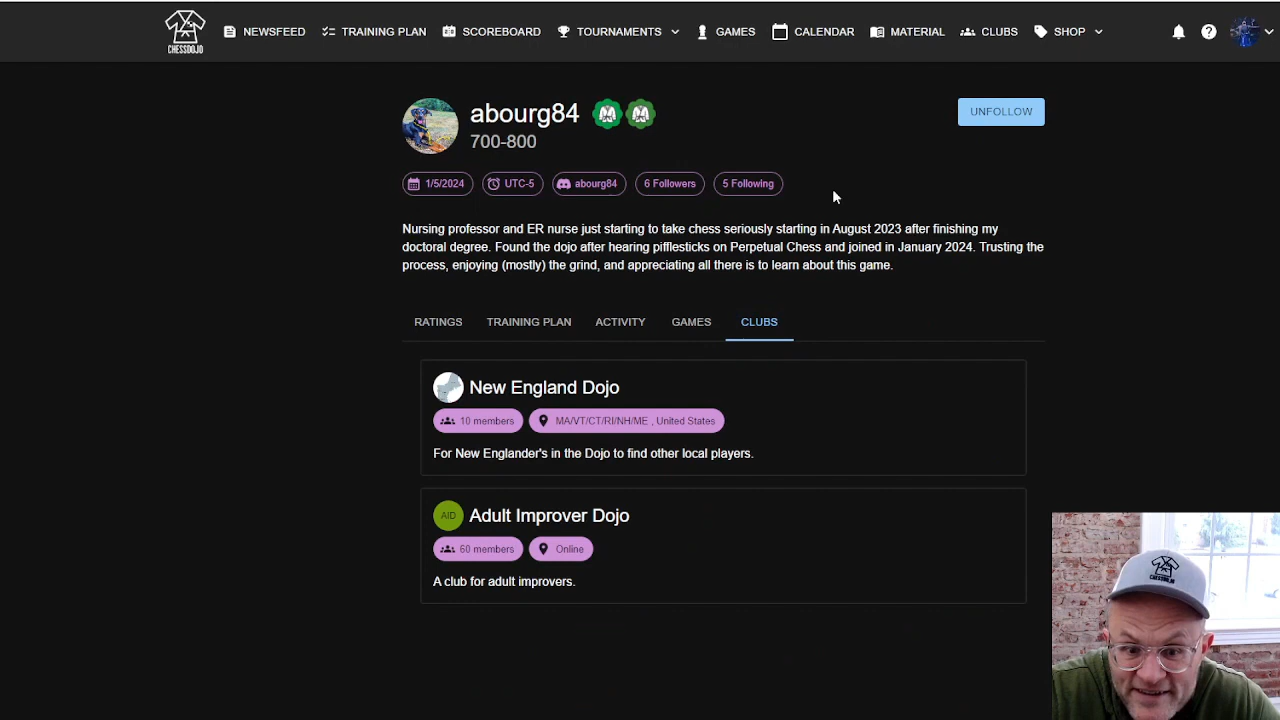 CHESSDOJO NEWSFEED TRAINING PLAN SCOREBOARD TOURNAMENTS GAMES CALENDAR MATERIAL CLUBS SHOP
abourg84
UNFOLLOW
700-800
1/5/2024 UTC-5 abourg84 6 Followers 5 Following
Nursing professor and ER nurse just starting to take chess seriously starting in August 2023 after finishing my
doctoral degree. Found the dojo after hearing pifflesticks on Perpetual Chess and joined in January 2024. Trusting the
process, enjoying (mostly) the grind, and appreciating all there is to learn about this game.
RATINGS TRAINING PLAN ACTIVITY GAMES CLUBS
New England Dojo
10 members MA/VT/CT/RI/NH/ME , United States
For New Englander's in the Dojo to find other local players.
AID Adult Improver Dojo
60 members Online
A club for adult improvers.
CHESSDOJO